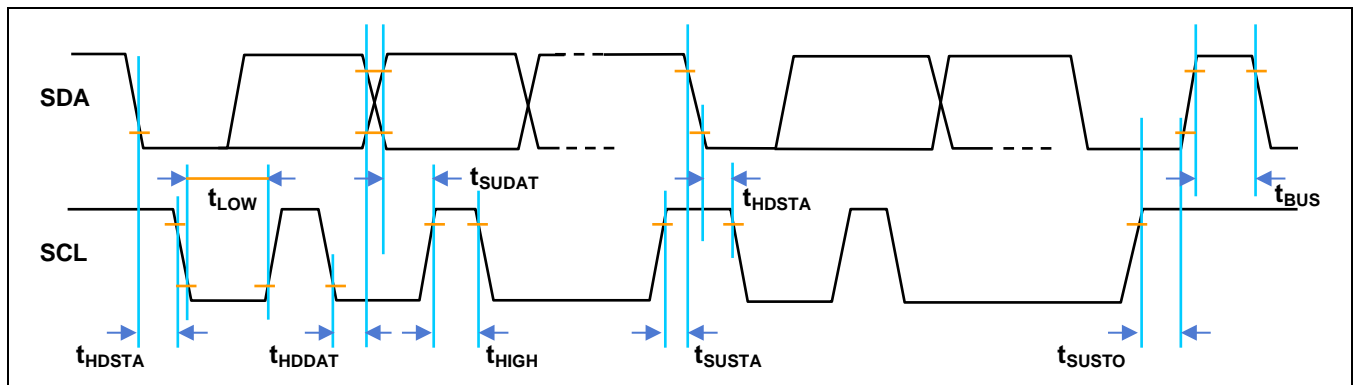 SDA
tSUDAT
tLOW
tHDSTA
tBUS
SCL
tHDSTA
tHDDAT
tHIGH
tSUSTA
tSUSTO